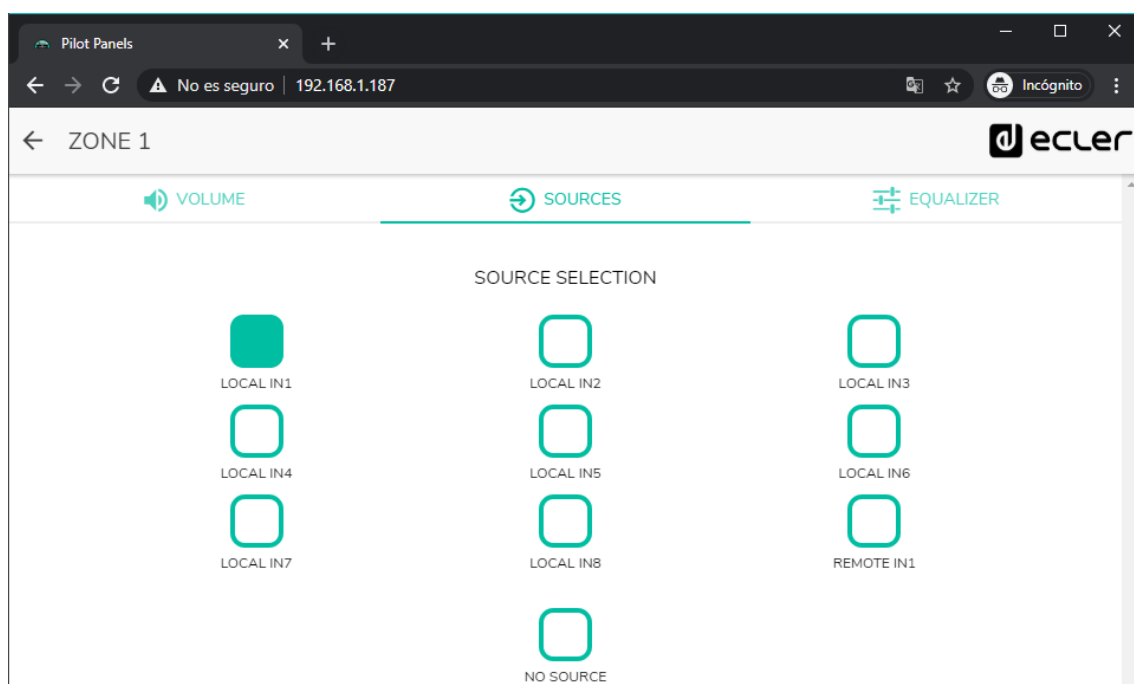 Pilot Panels
No es seguro | 192.168.1.187
Incógnito
ZONE 1
ecler
VOLUME
SOURCES
EQUALIZER
SOURCE SELECTION
LOCAL IN1
LOCAL IN2
LOCAL IN3
LOCAL IN4
LOCAL IN5
LOCAL IN6
LOCAL IN7
LOCAL IN8
REMOTE IN1
NO SOURCE